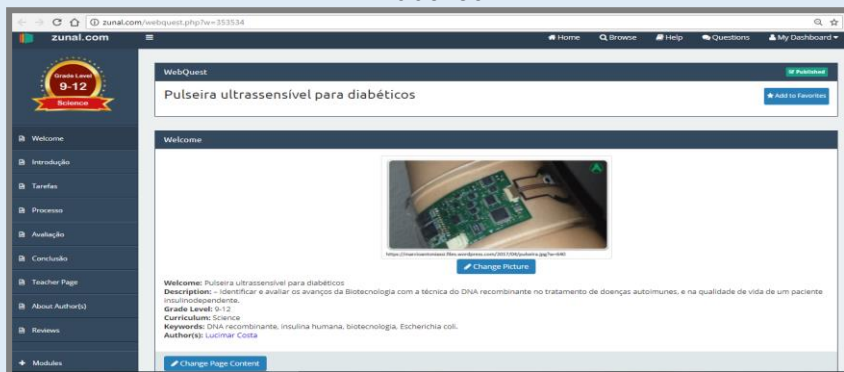 zunal.com/webquest.php?w=353534
zunal.com
Home
Browse
Help
Questions
My Dashboard
Grade Level
9-12
Science
WebQuest
Published
Pulseira ultrassensível para diabéticos
Add to Favorites
Welcome
Introdução
Tarefas
Processo
Avaliação
Conclusão
Teacher Page
About Author(s)
Reviews
Modules
Welcome
Change Picture
Welcome: Pulseira ultrassensível para diabéticos
Description: - Identificar e avaliar os avanços da Biotecnologia com a técnica do DNA recombinante no tratamento de doenças autoimunes, e na qualidade de vida de um paciente
insulinodependente.
Grade Level: 9-12
Curriculum: Science
Keywords: DNA recombinante, insulina humana, biotecnologia, Escherichia coli.
Author(s): Lucimar Costa
Change Page Content